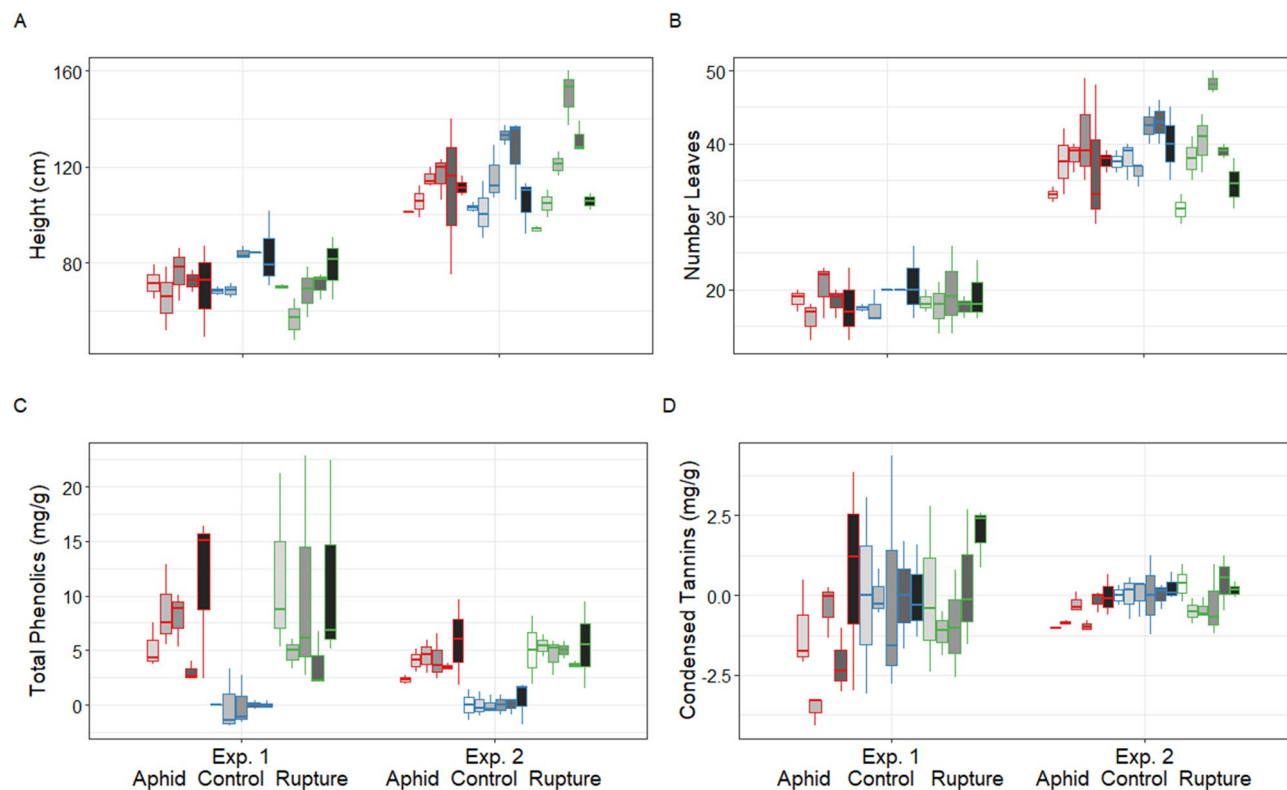 A
B
Height (cm)
160
120
80
Number Leaves
50
40
30
20
C
D
Total Phenolics (mg/g)
20
15
10
5
0
Condensed Tannins (mg/g)
2.5
0.0
-2.5
Exp. 1
Exp. 2
Aphid Control Rupture
Aphid Control Rupture
Exp. 1
Exp. 2
Aphid Control Rupture
Aphid Control Rupture